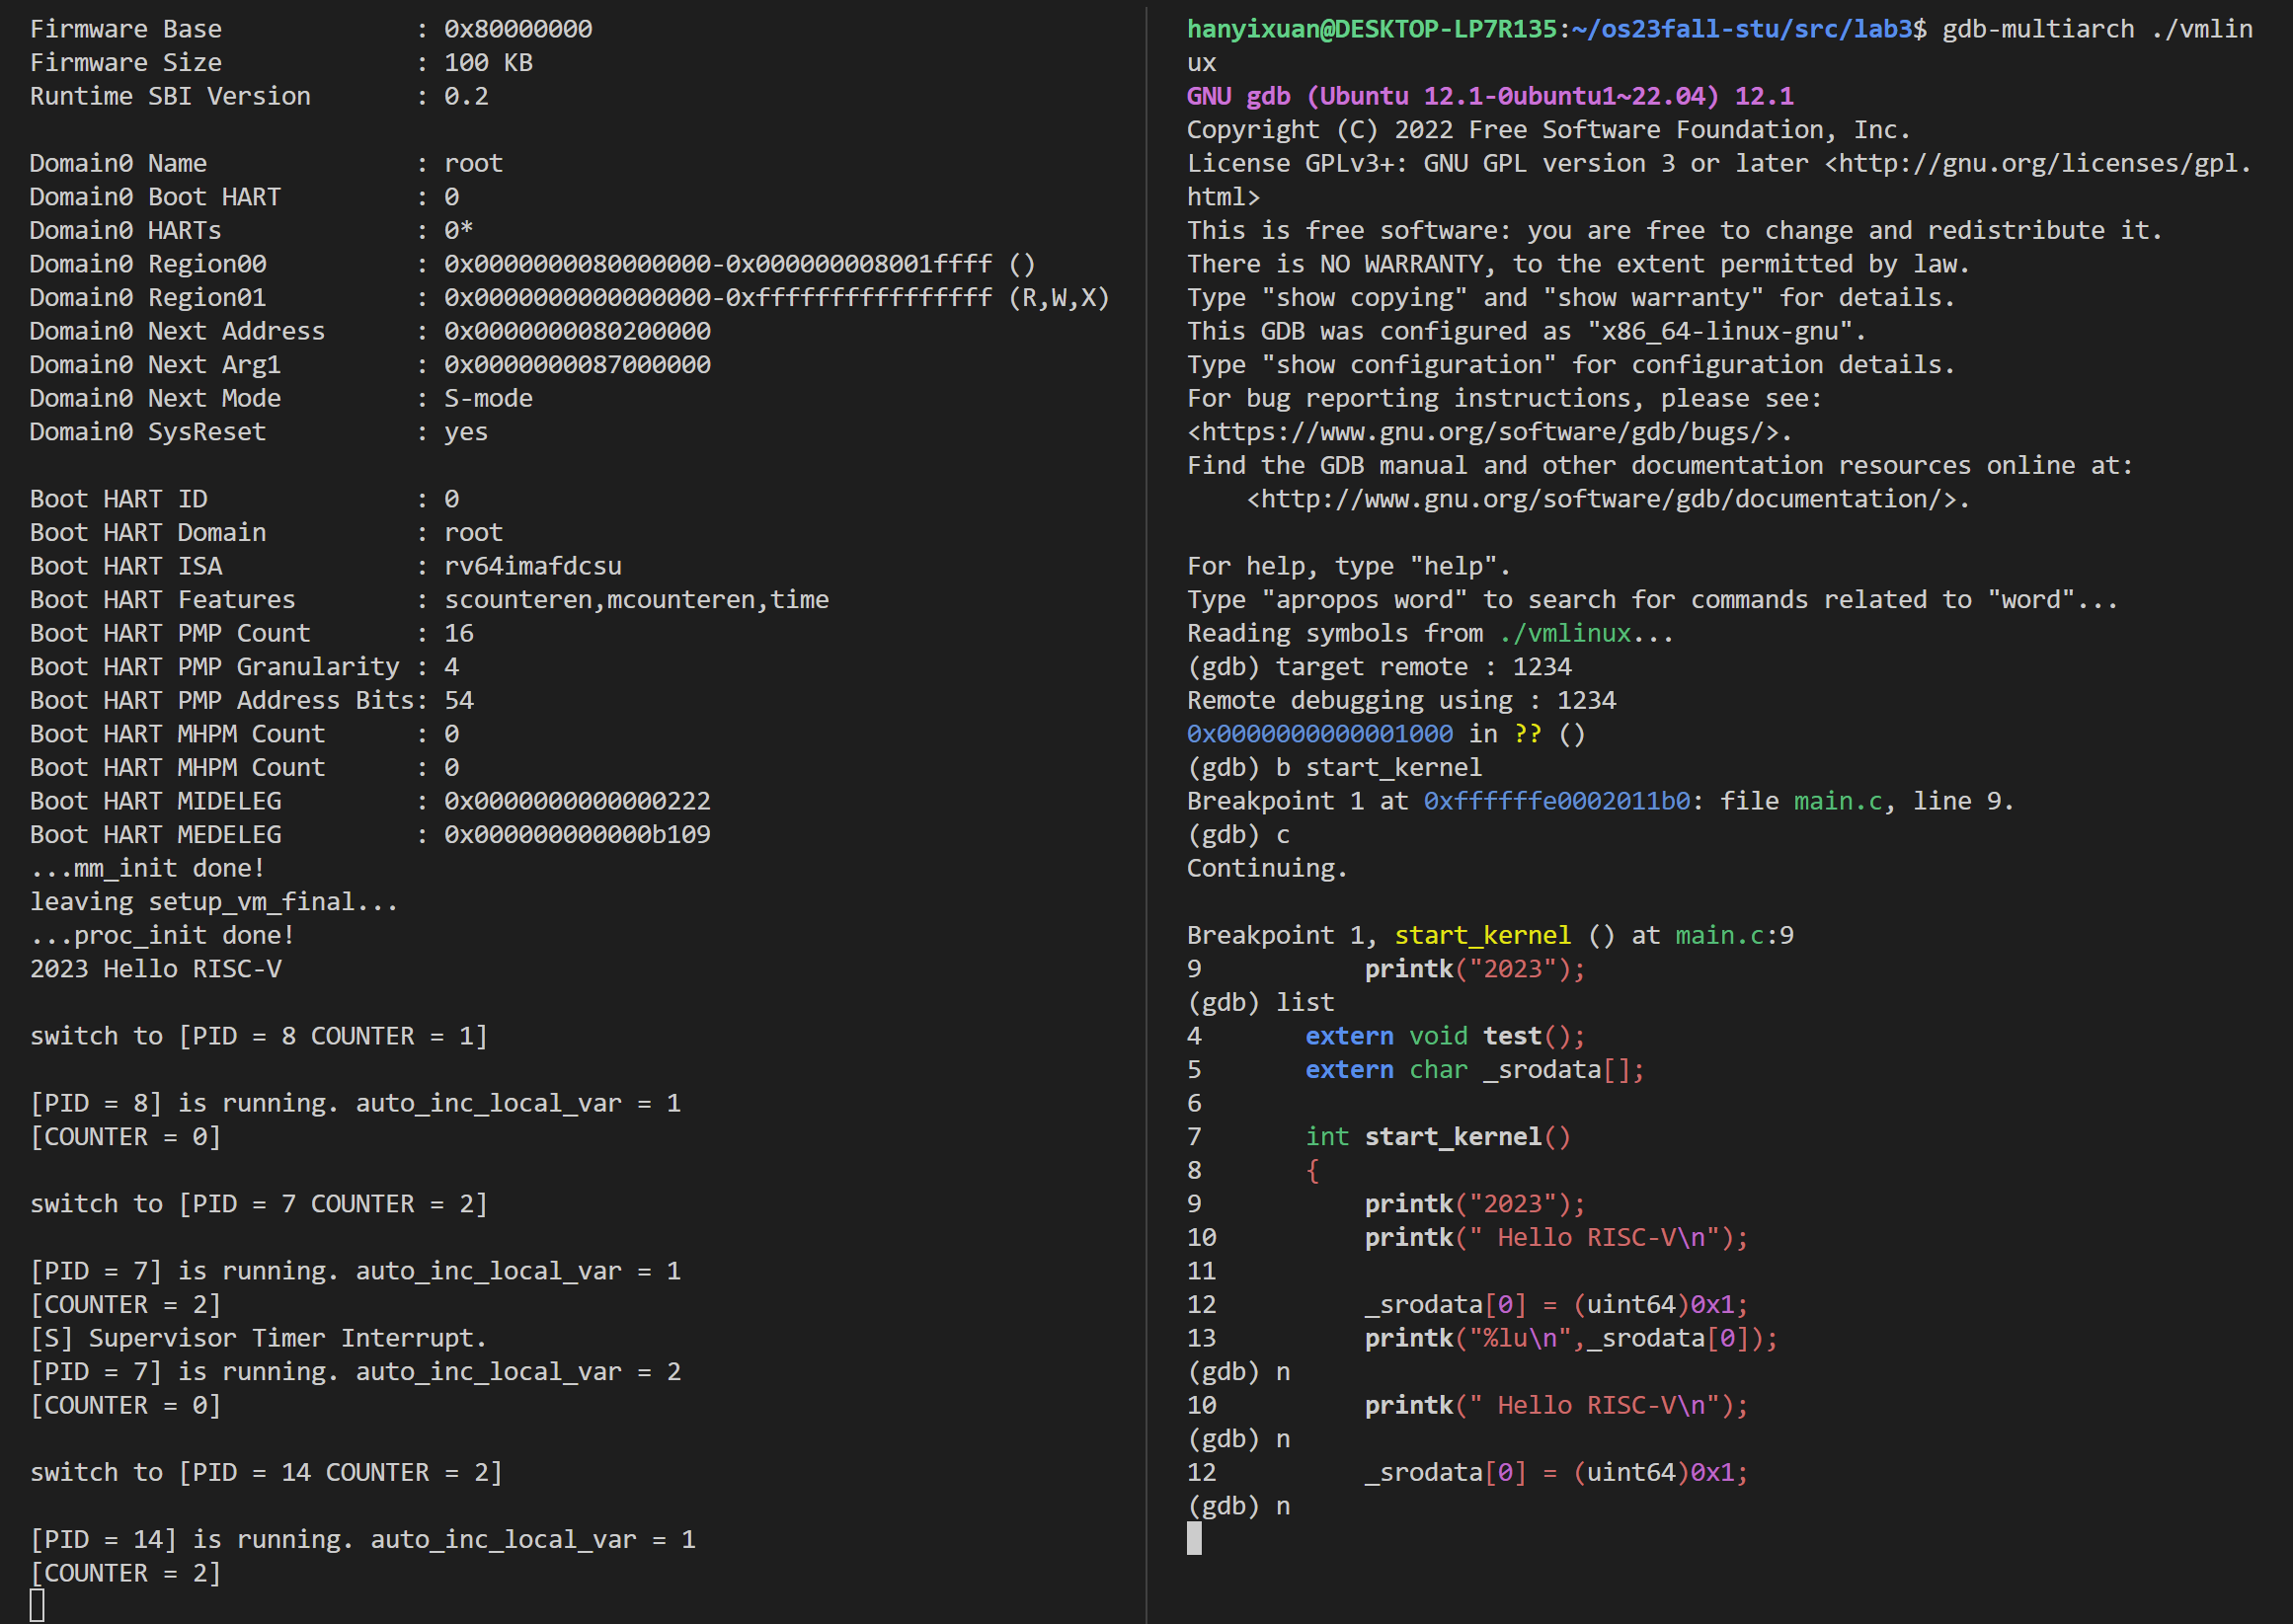 Firmware Base             : 0x80000000
Firmware Size             : 100 KB
Runtime SBI Version       : 0.2

Domain0 Name              : root
Domain0 Boot HART         : 0
Domain0 HARTs             : 0*
Domain0 Region00          : 0x0000000080000000-0x000000008001ffff ()
Domain0 Region01          : 0x0000000000000000-0xffffffffffffffff (R,W,X)
Domain0 Next Address      : 0x0000000080200000
Domain0 Next Arg1         : 0x0000000087000000
Domain0 Next Mode         : S-mode
Domain0 SysReset          : yes

Boot HART ID              : 0
Boot HART Domain          : root
Boot HART ISA             : rv64imafdcsu
Boot HART Features        : scounteren,mcounteren,time
Boot HART PMP Count       : 16
Boot HART PMP Granularity : 4
Boot HART PMP Address Bits: 54
Boot HART MHPM Count      : 0
Boot HART MHPM Count      : 0
Boot HART MIDELEG         : 0x0000000000000222
Boot HART MEDELEG         : 0x000000000000b109
...mm_init done!
leaving setup_vm_final...
...proc_init done!
2023 Hello RISC-V

switch to [PID = 8 COUNTER = 1]

[PID = 8] is running. auto_inc_local_var = 1
[COUNTER = 0]

switch to [PID = 7 COUNTER = 2]

[PID = 7] is running. auto_inc_local_var = 1
[COUNTER = 2]
[S] Supervisor Timer Interrupt.
[PID = 7] is running. auto_inc_local_var = 2
[COUNTER = 0]

switch to [PID = 14 COUNTER = 2]

[PID = 14] is running. auto_inc_local_var = 1
[COUNTER = 2]
hanyixuan@DESKTOP-LP7R135:~/os23fall-stu/src/lab3$ gdb-multiarch ./vmlin
ux
GNU gdb (Ubuntu 12.1-0ubuntu1~22.04) 12.1
Copyright (C) 2022 Free Software Foundation, Inc.
License GPLv3+: GNU GPL version 3 or later <http://gnu.org/licenses/gpl.
html>
This is free software: you are free to change and redistribute it.
There is NO WARRANTY, to the extent permitted by law.
Type "show copying" and "show warranty" for details.
This GDB was configured as "x86_64-linux-gnu".
Type "show configuration" for configuration details.
For bug reporting instructions, please see:
<https://www.gnu.org/software/gdb/bugs/>.
Find the GDB manual and other documentation resources online at:
    <http://www.gnu.org/software/gdb/documentation/>.

For help, type "help".
Type "apropos word" to search for commands related to "word"...
Reading symbols from ./vmlinux...
(gdb) target remote : 1234
Remote debugging using : 1234
0x0000000000001000 in ?? ()
(gdb) b start_kernel
Breakpoint 1 at 0xffffffe0002011b0: file main.c, line 9.
(gdb) c
Continuing.

Breakpoint 1, start_kernel () at main.c:9
9           printk("2023");
(gdb) list
4       extern void test();
5       extern char _srodata[];
6
7       int start_kernel()
8       {
9           printk("2023");
10          printk(" Hello RISC-V\n");
11
12          _srodata[0] = (uint64)0x1;
13          printk("%lu\n",_srodata[0]);
(gdb) n
10          printk(" Hello RISC-V\n");
(gdb) n
12          _srodata[0] = (uint64)0x1;
(gdb) n